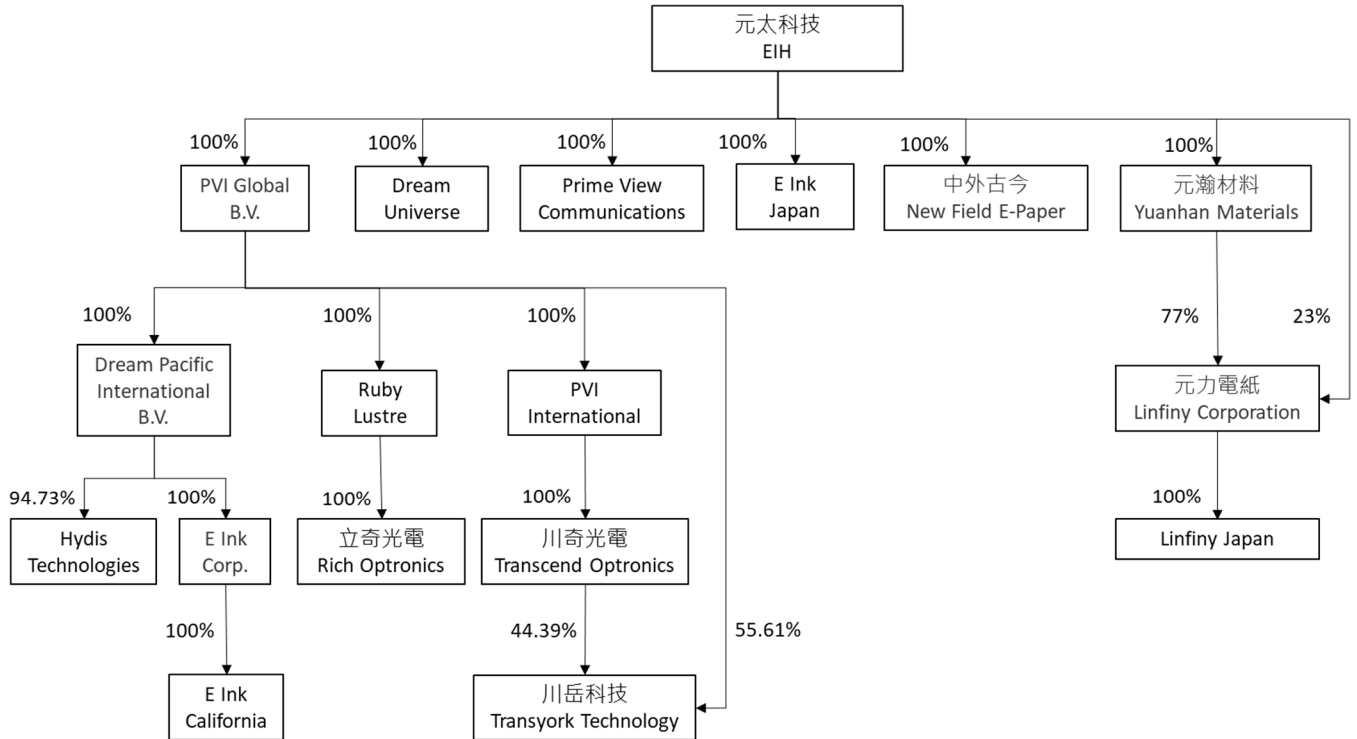 元太科技
EIH
100%
100%
100%
100%
100%
100%
PVI Global
B.V.
Dream
Universe
Prime View
Communications
E Ink
Japan
中外古今
New Field E-Paper
元瀚材料
Yuanhan Materials
100%
100%
100%
77%
23%
Dream Pacific
International
B.V.
Ruby
Lustre
PVI
International
元力電紙
Linfiny Corporation
94.73%
100%
100%
100%
100%
Hydis
Technologies
E Ink
Corp.
立奇光電
Rich Optronics
川奇光電
Transcend Optronics
Linfiny Japan
100%
44.39%
55.61%
E Ink
California
川岳科技
Transyork Technology